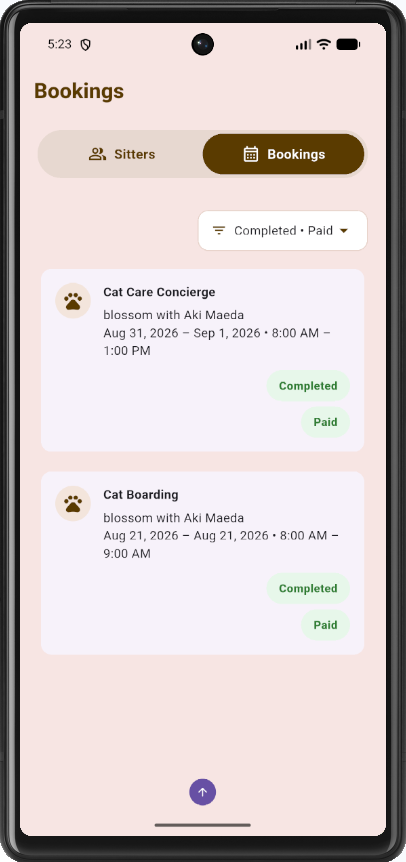 5:23
Bookings
Sitters
Bookings
Completed • Paid
Cat Care Concierge
blossom with Aki Maeda
Aug 31, 2026 – Sep 1, 2026 • 8:00 AM –
1:00 PM
Completed
Paid
Cat Boarding
blossom with Aki Maeda
Aug 21, 2026 – Aug 21, 2026 • 8:00 AM –
9:00 AM
Completed
Paid